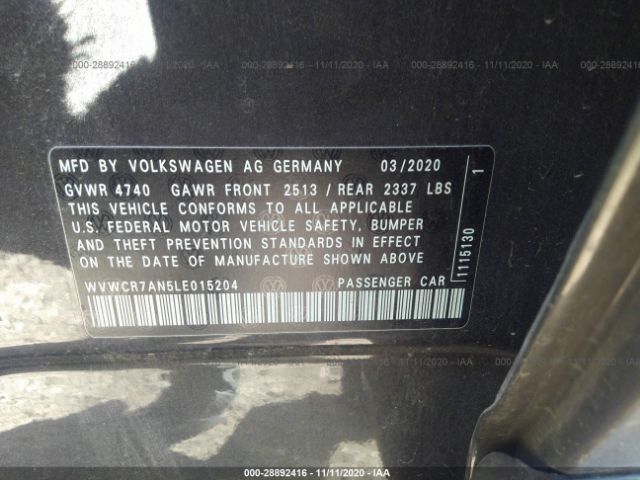 000-28892416 - 11/11/2020 - IAA
MFD BY VOLKSWAGEN AG GERMANY 03/2020
GVWR 4740 GAWR FRONT 2513 / REAR 2337 LBS
THIS VEHICLE CONFORMS TO ALL APPLICABLE
U.S. FEDERAL MOTOR VEHICLE SAFETY, BUMPER
AND THEFT PREVENTION STANDARDS IN EFFECT
ON THE DATE OF MANUFACTURE SHOWN ABOVE
WVWCR7AN5LE015204 PASSENGER CAR
1115130 1
000-28892416 - 11/11/2020 - IAA